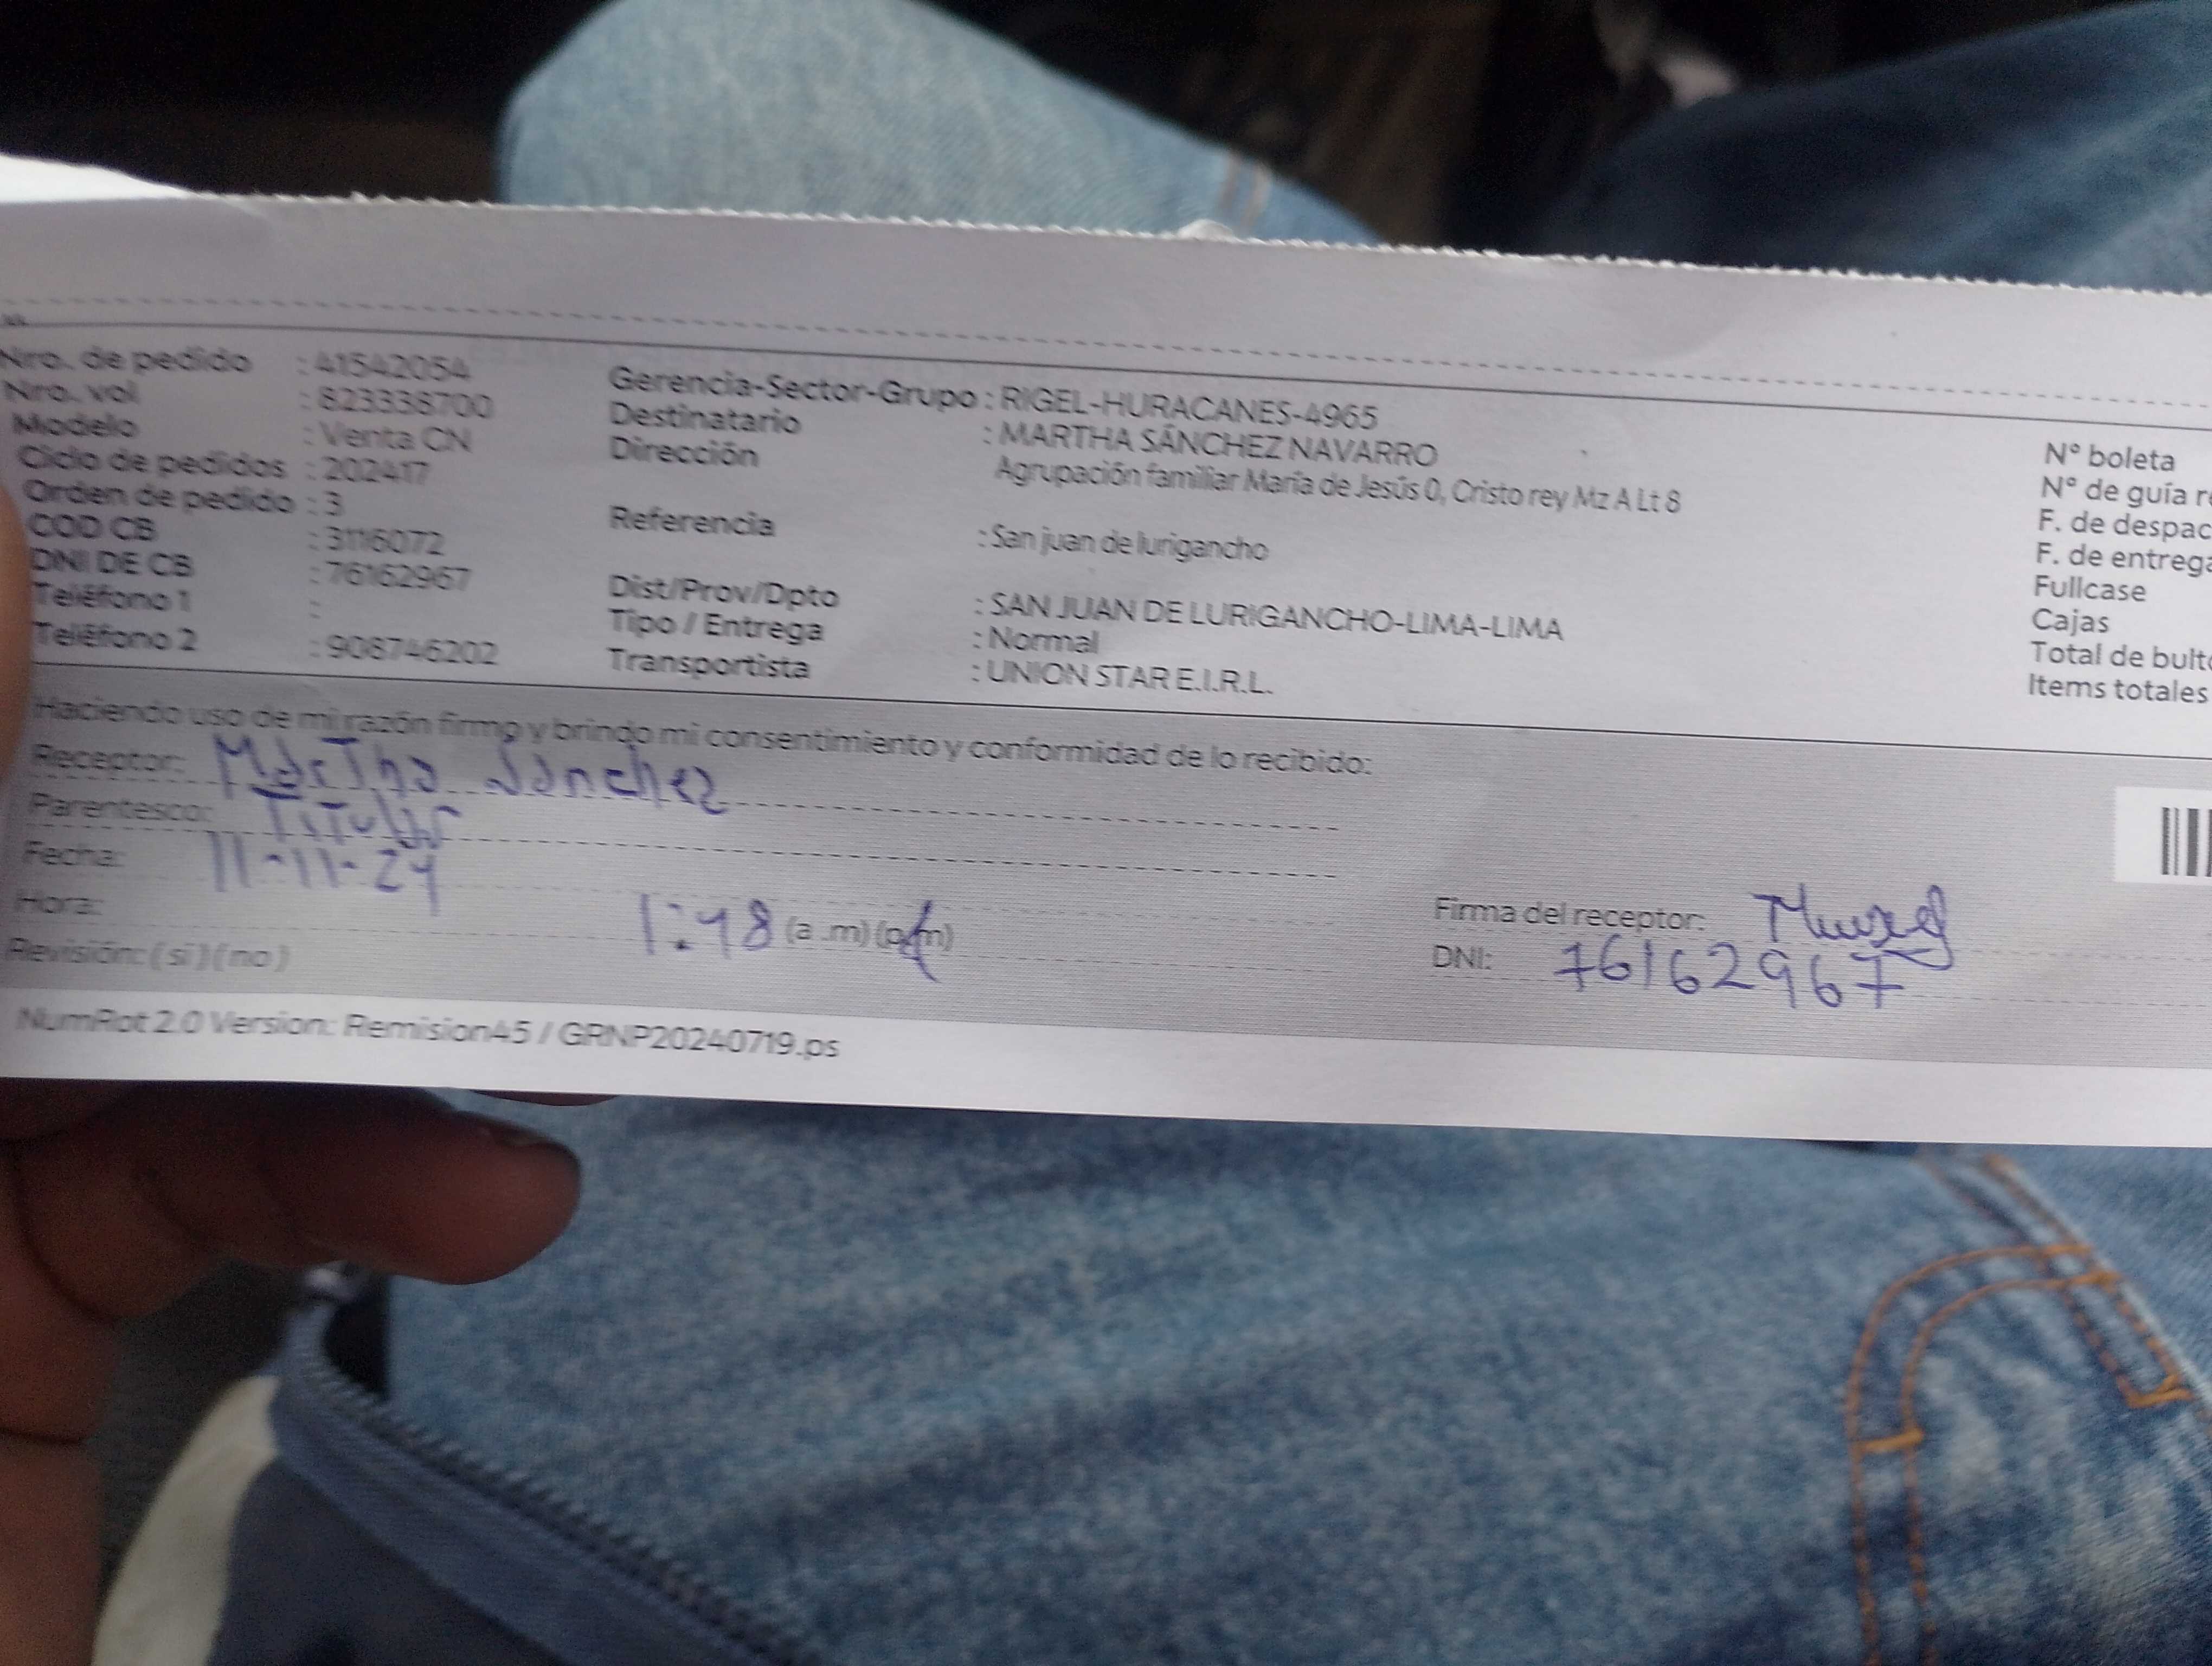 Nro. de pedido : 41542054
Nro. vol : 823338700
Modelo : Venta CN
Ciclo de pedidos : 202417
Orden de pedido : 3
COD CB : 3116072
DNI DE CB : 76162967
Teléfono 1 :
Teléfono 2 : 908746202
Gerencia-Sector-Grupo : RIGEL-HURACANES-4965
Destinatario : MARTHA SÁNCHEZ NAVARRO
Dirección Agrupación familiar María de Jesús 0, Cristo rey Mz A Lt 8
Referencia : San juan de lurigancho
Dist/Prov/Dpto : SAN JUAN DE LURIGANCHO-LIMA-LIMA
Tipo / Entrega : Normal
Transportista : UNION STAR E.I.R.L.
N° boleta
N° de guía re
F. de despac
F. de entrega
Fullcase
Cajas
Total de bulto
Items totales
Haciendo uso de mi razón firmo y brindo mi consentimiento y conformidad de lo recibido:
Receptor: Martha Sánchez
Parentesco: Titular
Fecha: 11-11-24
Hora: 1:48 (a .m) (p.m)
Revisión: ( si ) ( no )
Firma del receptor:
DNI: 76162967
NumRot 2.0 Version: Remision45 / GRNP20240719.ps